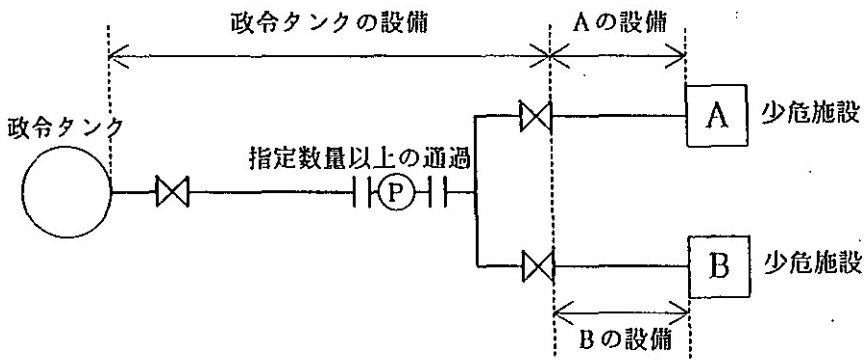 政令タンクの設備
Aの設備
政令タンク
A
少危施設
指定数量以上の通過
P
B
少危施設
Bの設備